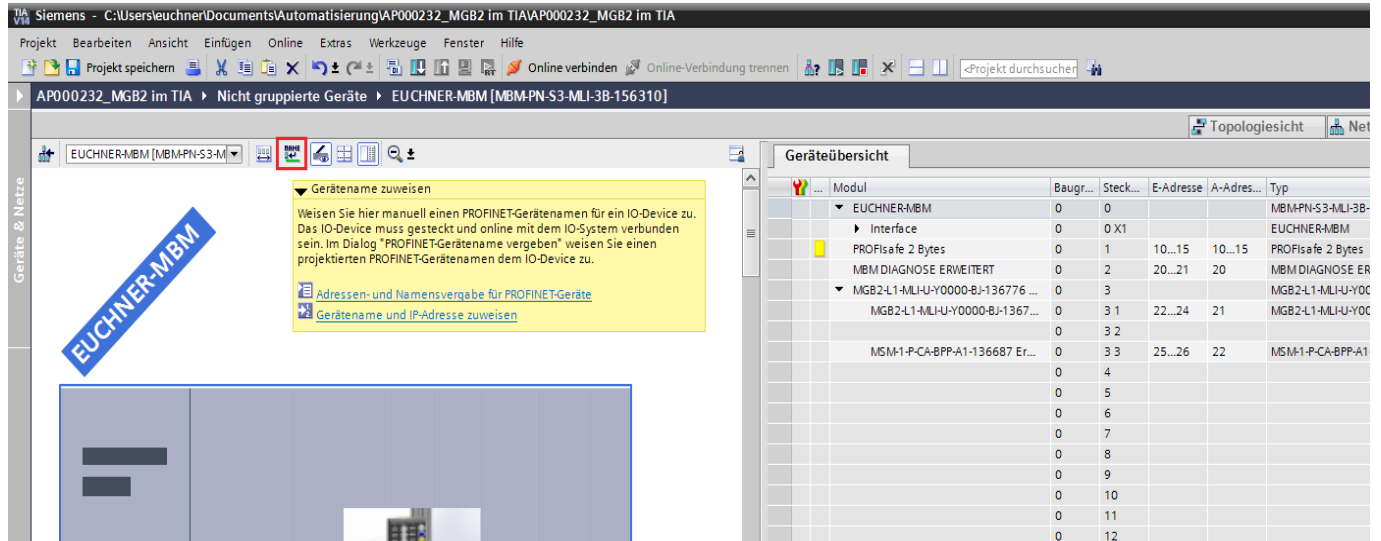 TIA V14 Siemens - C:\Users\euchner\Documents\Automatisierung\AP000232_MGB2 im TIA\AP000232_MGB2 im TIA
Projekt Bearbeiten Ansicht Einfügen Online Extras Werkzeuge Fenster Hilfe
Projekt speichern Online verbinden Online-Verbindung trennen <Projekt durchsuchen
AP000232_MGB2 im TIA Nicht gruppierte Geräte EUCHNER-MBM [MBM-PN-S3-MLI-3B-156310]
Topologiesicht Net
EUCHNER-MBM [MBM-PN-S3-M NAME
Geräteübersicht
Geräte & Netze
Gerätename zuweisen
Weisen Sie hier manuell einen PROFINET-Gerätenamen für ein IO-Device zu.
Das IO-Device muss gesteckt und online mit dem IO-System verbunden
sein. Im Dialog "PROFINET-Gerätename vergeben" weisen Sie einen
projektierten PROFINET-Gerätenamen dem IO-Device zu.
Adressen- und Namensvergabe für PROFINET-Geräte
Gerätename und IP-Adresse zuweisen
EUCHNER-MBM
... Modul Baugr... Steck... E-Adresse A-Adres... Typ
EUCHNER-MBM 0 0 MBM-PN-S3-MLI-3B-
Interface 0 0 X1 EUCHNER-MBM
PROFIsafe 2 Bytes 0 1 10...15 10...15 PROFIsafe 2 Bytes
MBM DIAGNOSE ERWEITERT 0 2 20...21 20 MBM DIAGNOSE ER
MGB2-L1-MLI-U-Y0000-BJ-136776 ... 0 3 MGB2-L1-MLI-U-Y00
MGB2-L1-MLI-U-Y0000-BJ-1367... 0 3 1 22...24 21 MGB2-L1-MLI-U-Y00
0 3 2
MSM-1-P-CA-BPP-A1-136687 Er... 0 3 3 25...26 22 MSM-1-P-CA-BPP-A1
0 4
0 5
0 6
0 7
0 8
0 9
0 10
0 11
0 12